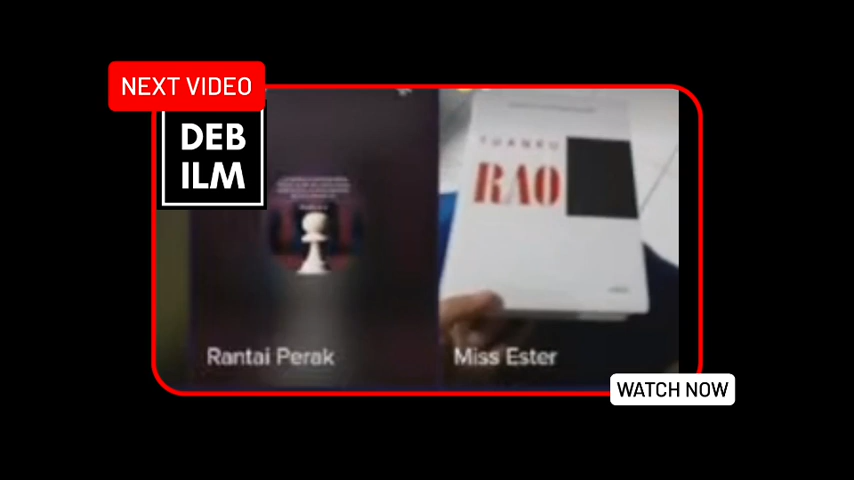 NEXT VIDEO
DEB
ILM
TUANKU
RAO
Rantai Perak
Miss Ester
WATCH NOW